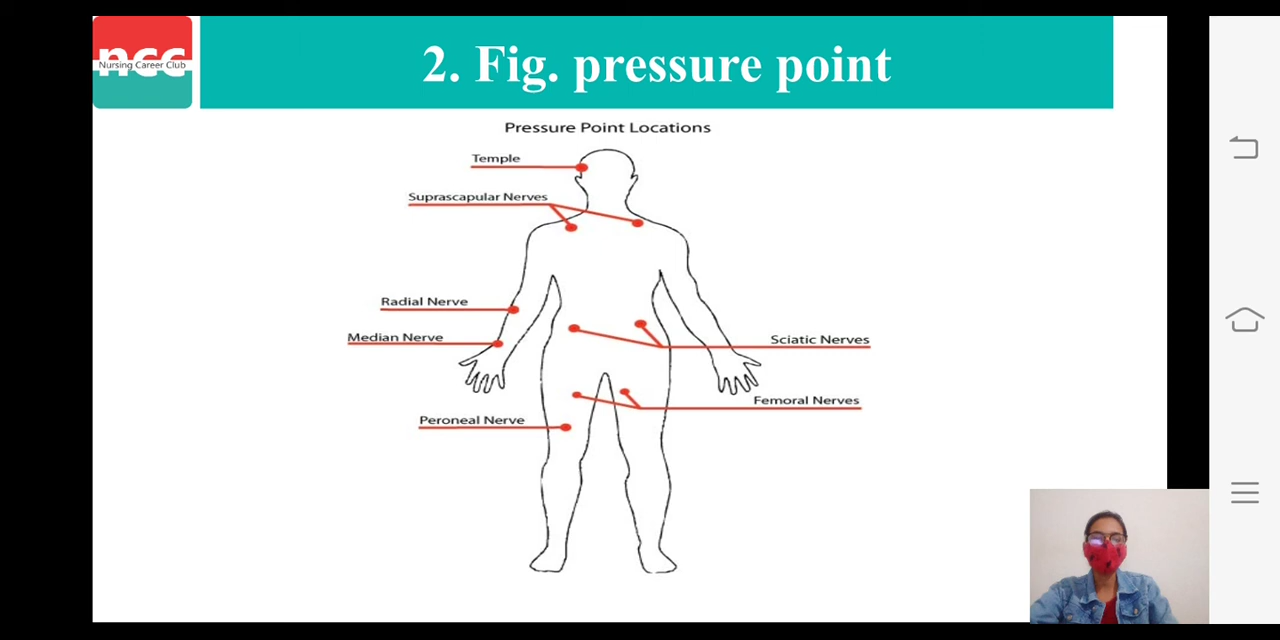 ncc
Nursing Career Club
2. Fig. pressure point
Pressure Point Locations
Temple
Suprascapular Nerves
Radial Nerve
Median Nerve
Sciatic Nerves
Femoral Nerves
Peroneal Nerve